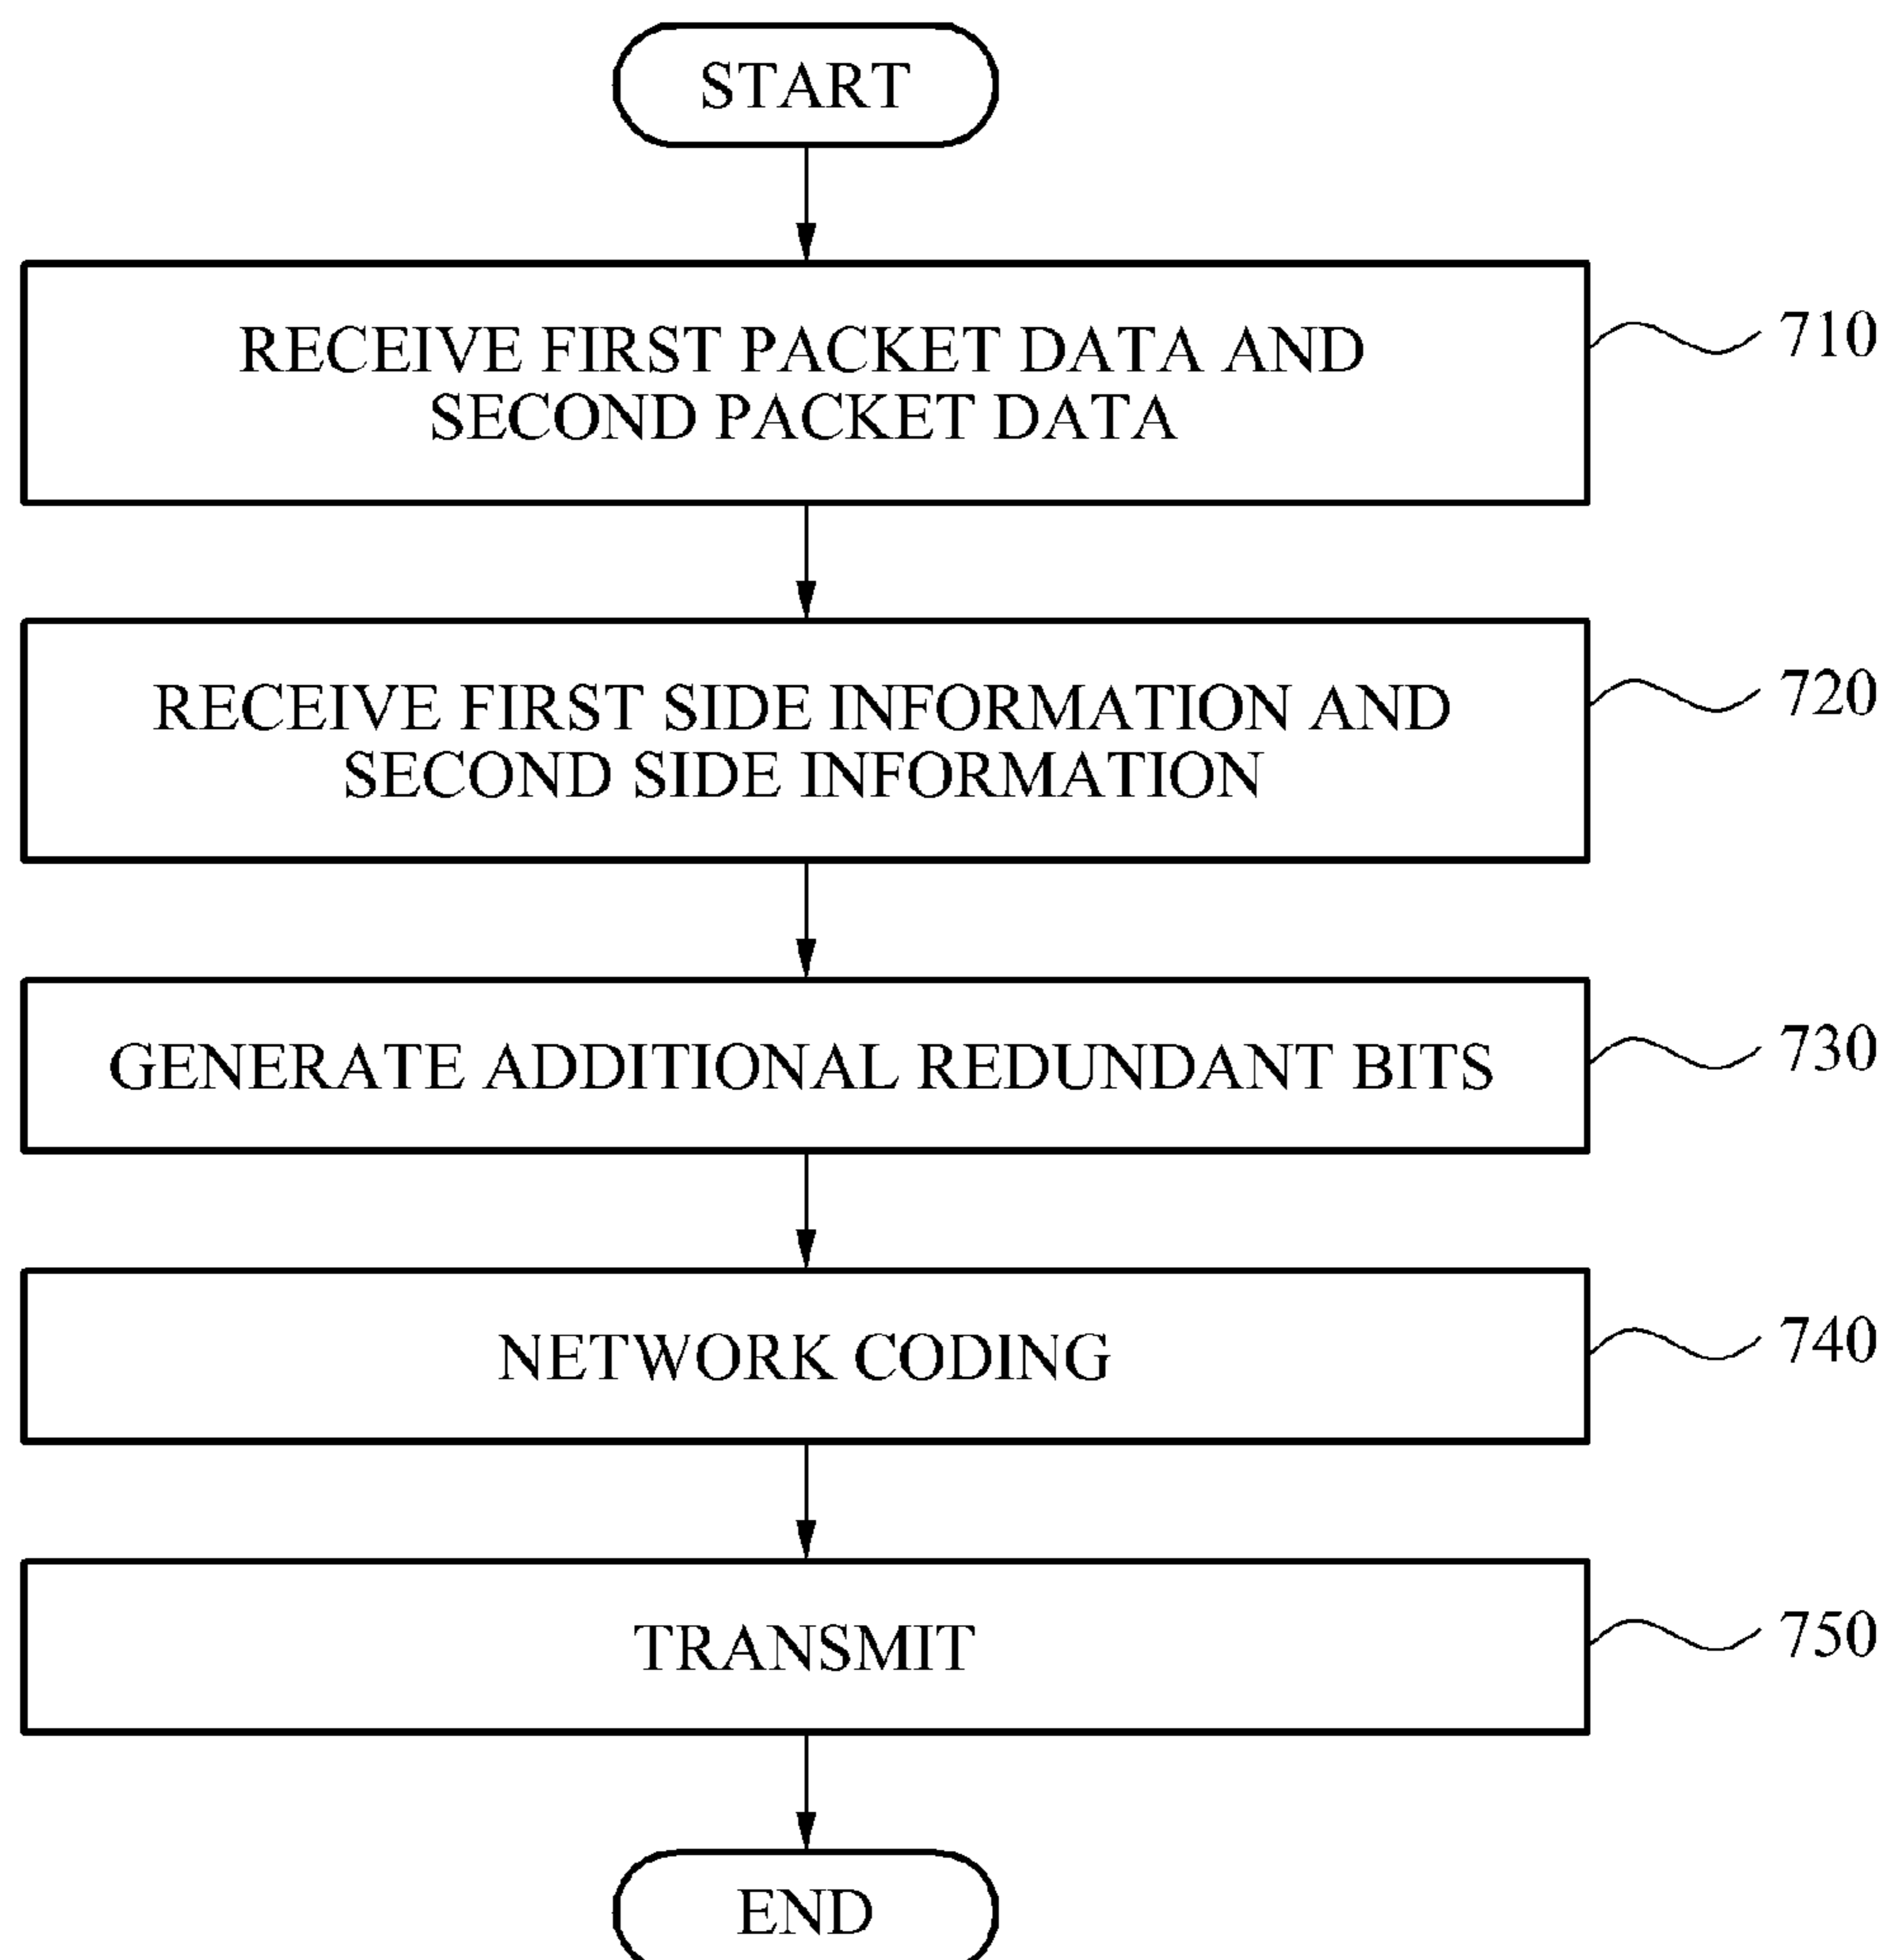 START
RECEIVE FIRST PACKET DATA AND
SECOND PACKET DATA
710
RECEIVE FIRST SIDE INFORMATION AND
SECOND SIDE INFORMATION
720
GENERATE ADDITIONAL REDUNDANT BITS
730
NETWORK CODING
740
TRANSMIT
750
END